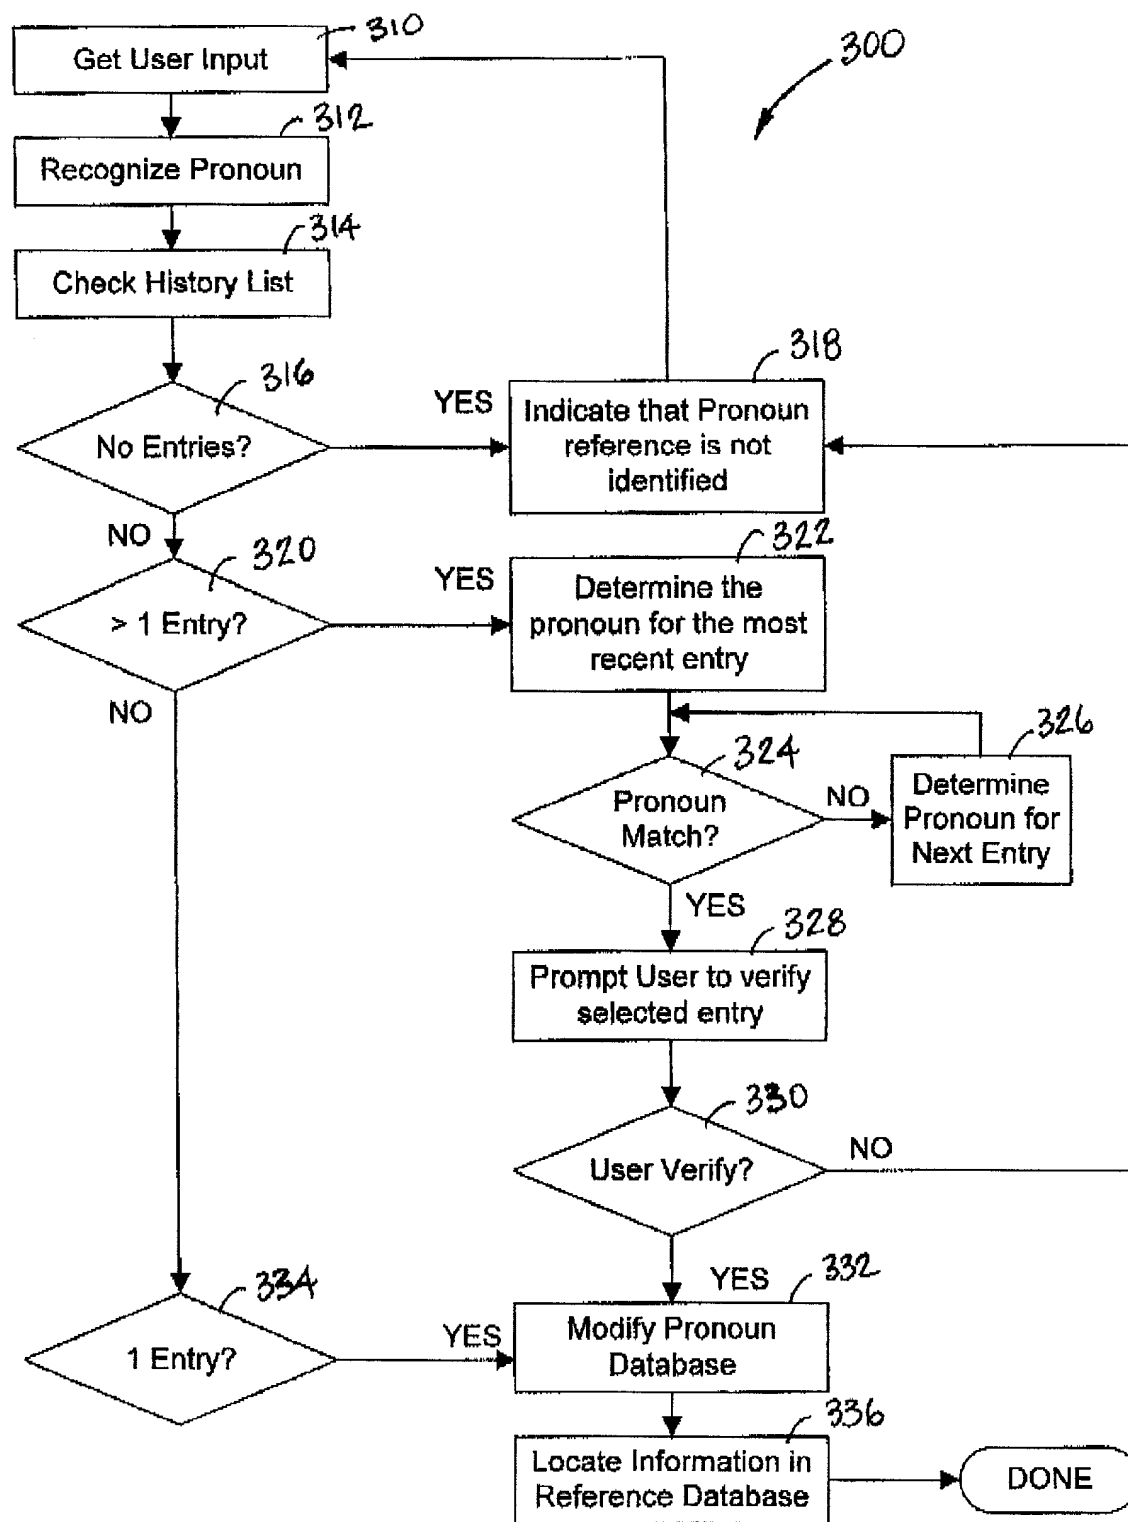 310
Get User Input
300
312
Recognize Pronoun
314
Check History List
316
No Entries?
YES
318
Indicate that Pronoun
reference is not
identified
NO
320
> 1 Entry?
YES
322
Determine the
pronoun for the most
recent entry
NO
324
Pronoun
Match?
NO
326
Determine
Pronoun for
Next Entry
YES
328
Prompt User to verify
selected entry
330
User Verify?
NO
YES
334
1 Entry?
YES
332
Modify Pronoun
Database
336
Locate Information in
Reference Database
DONE